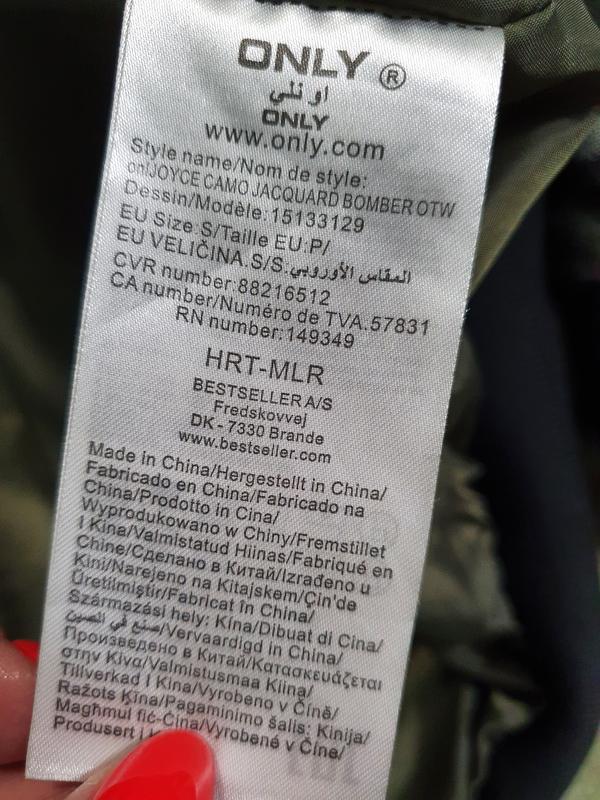 ONLY ®
اونلي
ONLY
www.only.com
Style name/Nom de style:
onlJOYCE CAMO JACQUARD BOMBER OTW
Dessin/Modèle:15133129
EU Size:S/Taille EU:P/
EU VELIČINA.S/S:المقاس الأوروبي
CVR number:88216512
CA number/Numéro de TVA.57831
RN number:149349
HRT-MLR
BESTSELLER A/S
Fredskovvej
DK - 7330 Brande
www.bestseller.com
Made in China/Hergestellt in China/
Fabricado en China/Fabricado na
China/Prodotto in Cina/
Wyprodukowano w Chiny/Fremstillet
I Kina/Valmistatud Hiinas/Fabriqué en
Chine/Сделано в Китай/Izrađeno u
Kini/Narejeno na Kitajskem/Çin'de
Üretilmiştir/Fabricat în China/
Származási hely: Kína/Dibuat di Cina/
صنع في الصين/Vervaardigd in China/
Произведено в Китай/Κατασκευάζεται
στην Κίνα/Valmistusmaa Kiina/
Tillverkad I Kina/Vyrobeno v Číně/
Ražots Ķīna/Pagaminimo šalis: Kinija/
Magħmul fiċ-Ċina/Vyrobené v Číne/
Produsert i